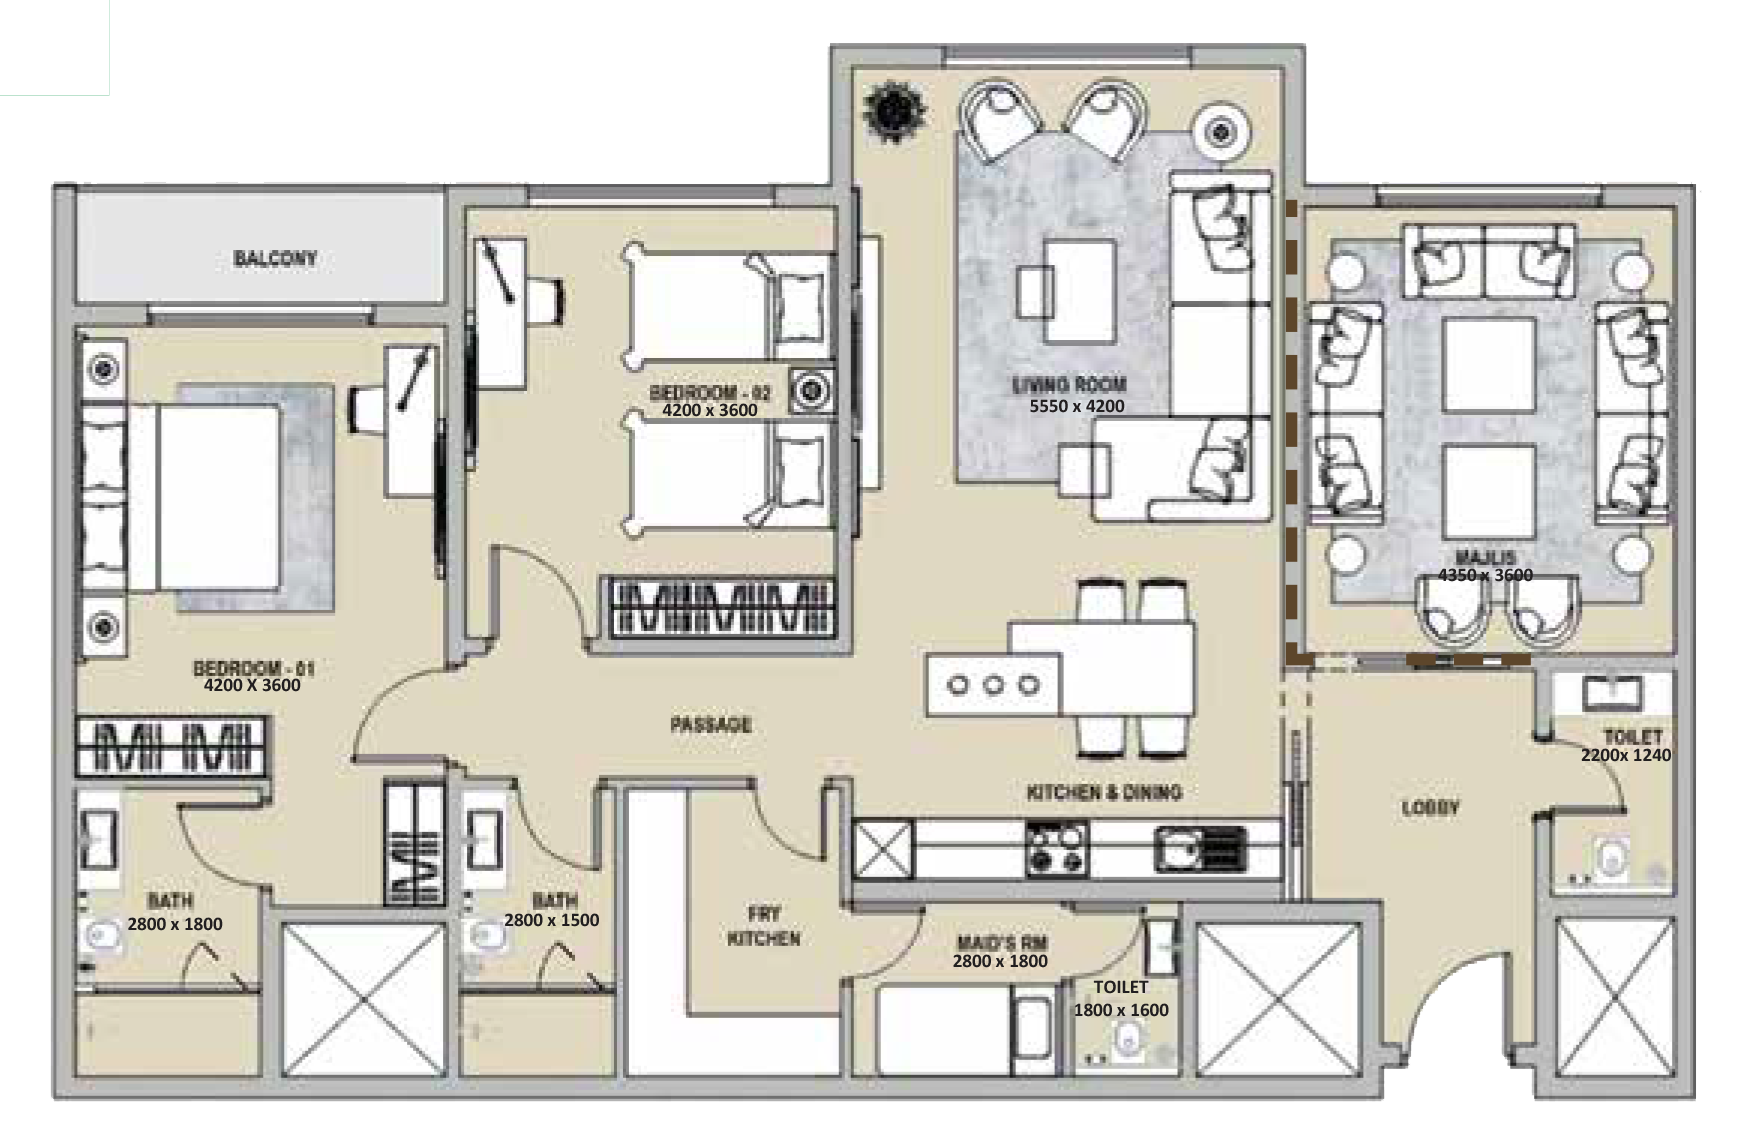 BALCONY
BEDROOM - 02
4200 x 3600
LIVING ROOM
5550 x 4200
MAJLIS
4350 x 3600
BEDROOM - 01
4200 X 3600
PASSAGE
TOILET
2200x 1240
KITCHEN & DINING
LOBBY
BATH
2800 x 1800
BATH
2800 x 1500
FRY
KITCHEN
MAID'S RM
2800 x 1800
TOILET
1800 x 1600